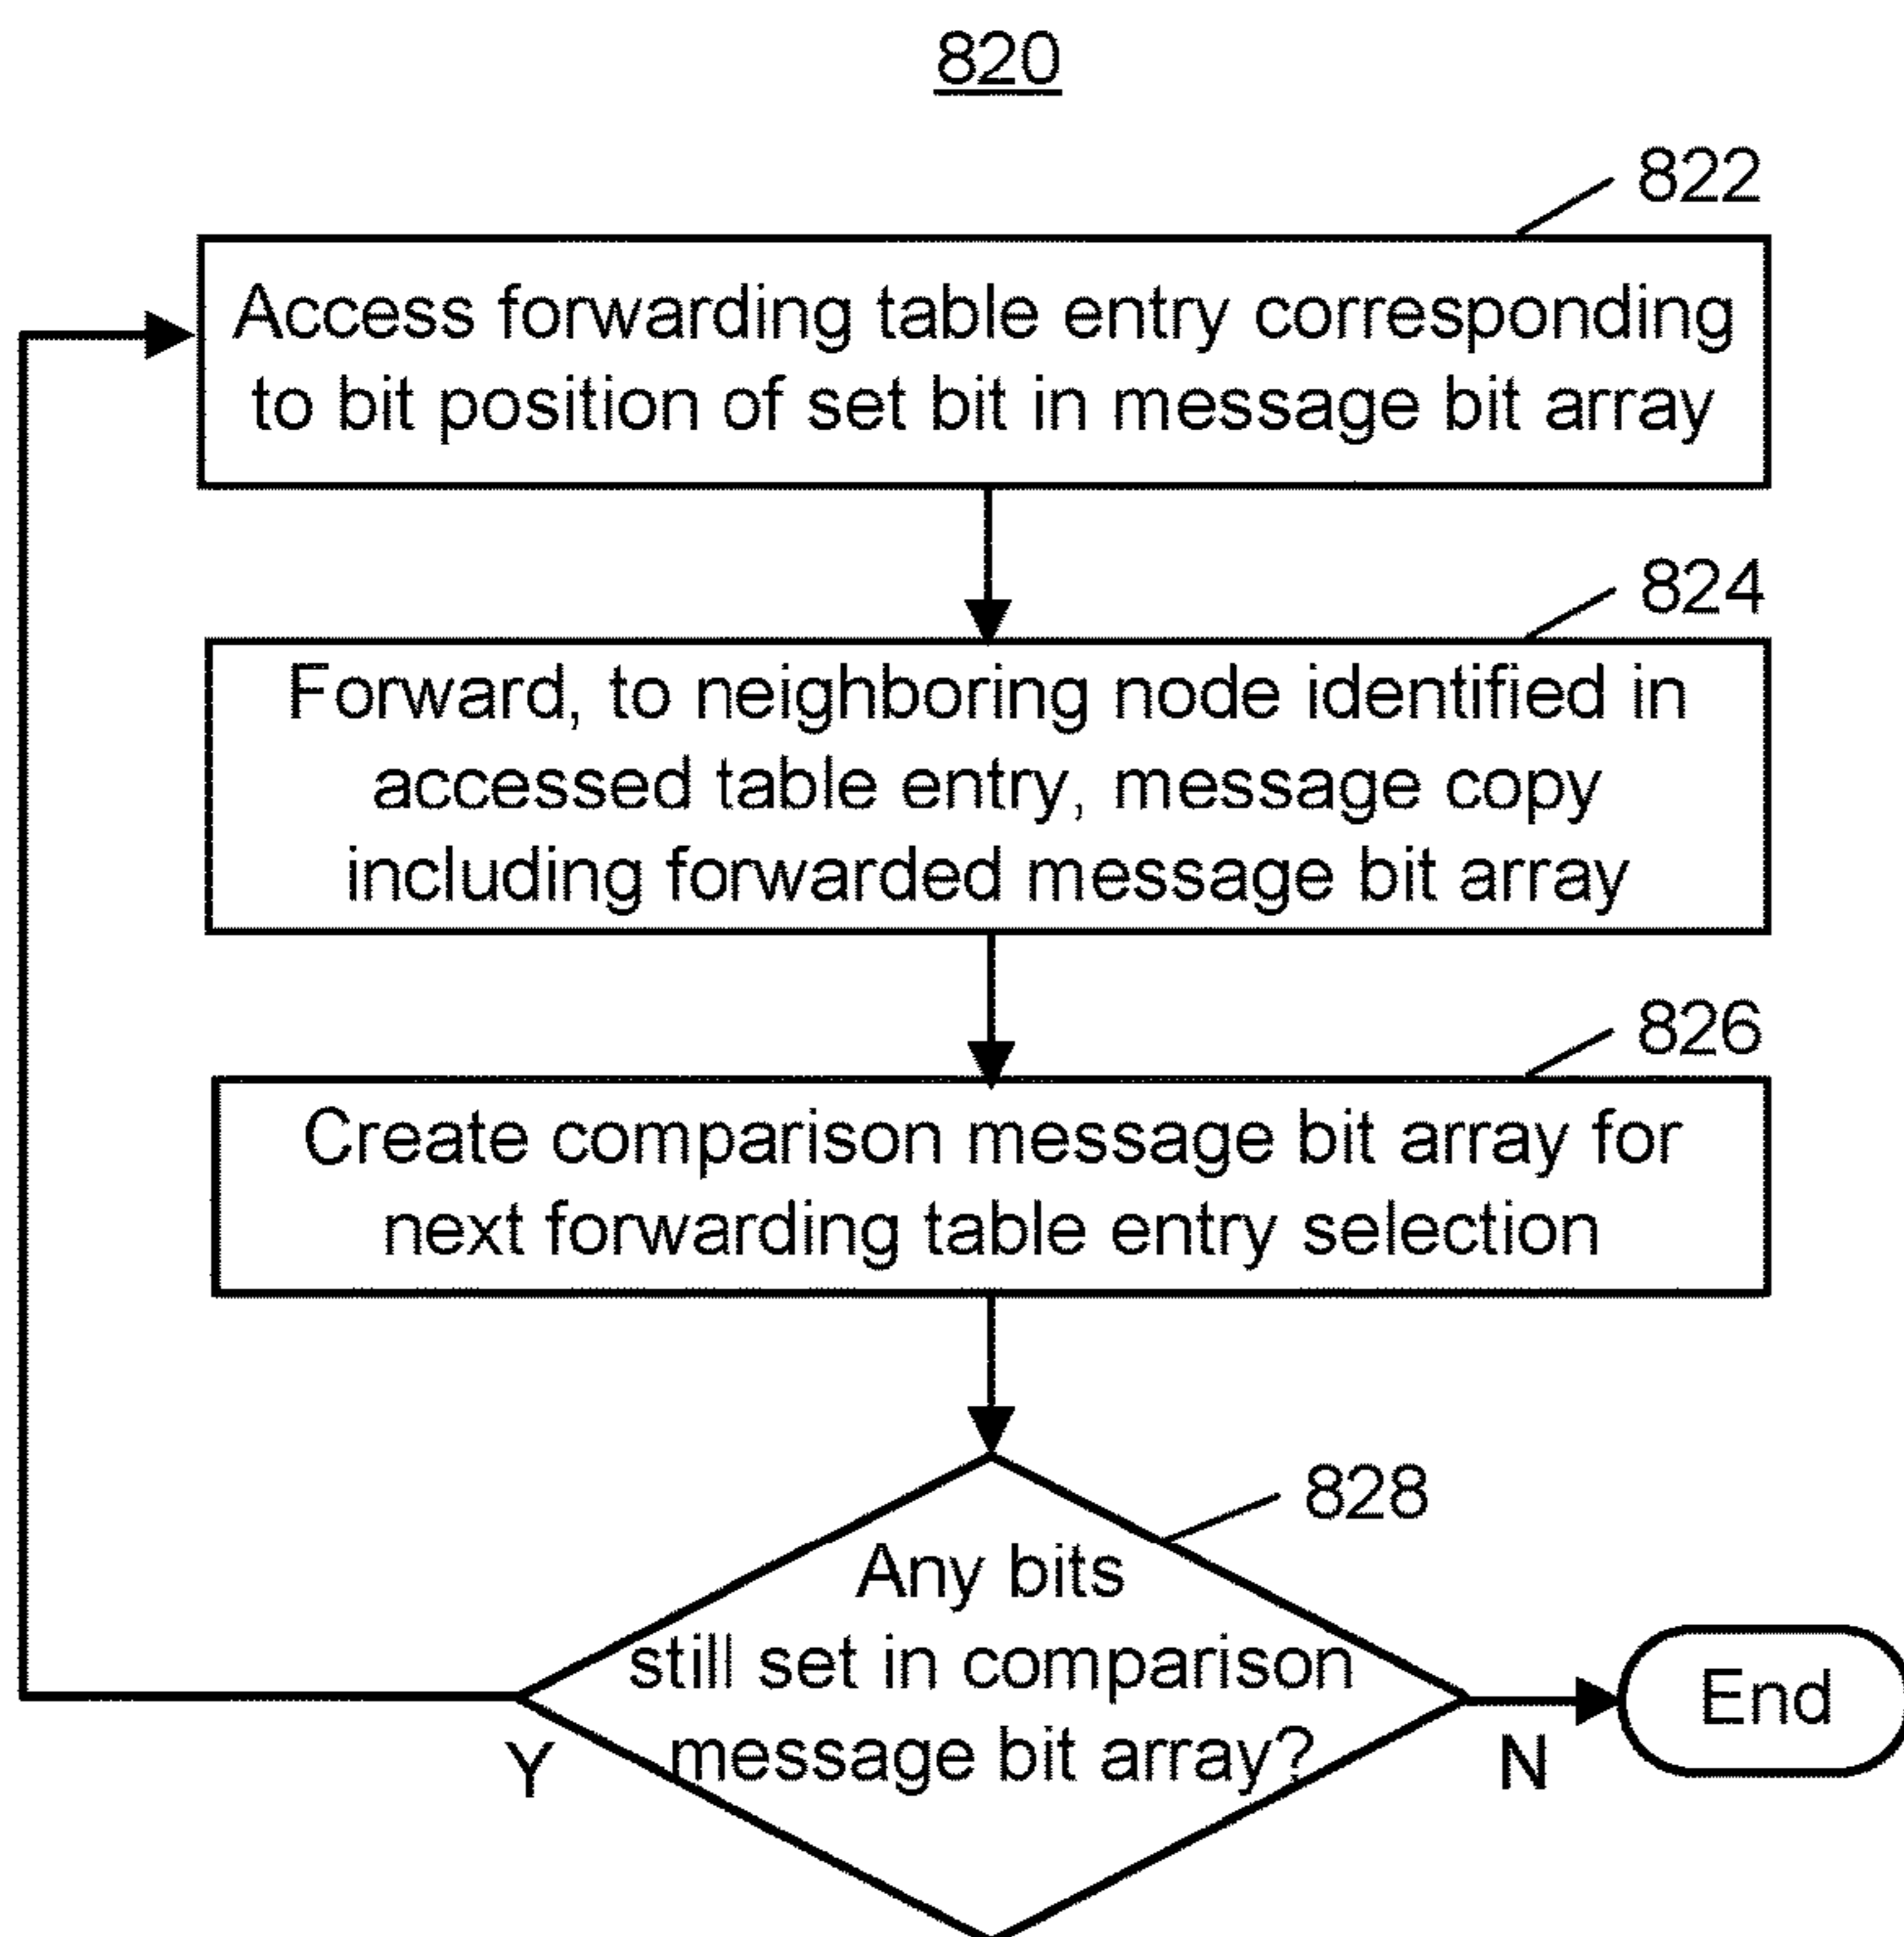 820
822
Access forwarding table entry corresponding
to bit position of set bit in message bit array
824
Forward, to neighboring node identified in
accessed table entry, message copy
including forwarded message bit array
826
Create comparison message bit array for
next forwarding table entry selection
828
Any bits
still set in comparison
message bit array?
Y
N
End